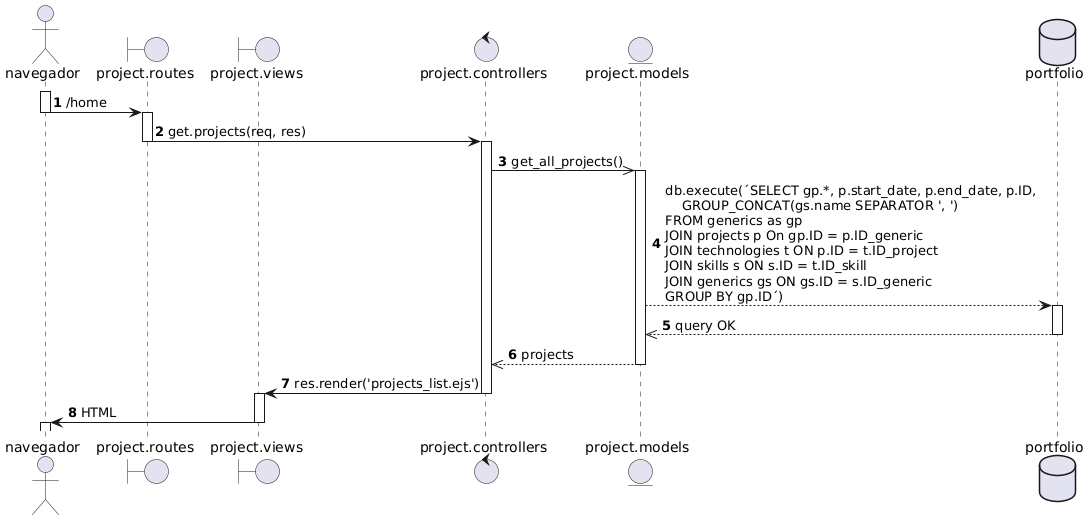 navegador
project.routes
project.views
project.controllers
project.models
portfolio
1 /home
2 get.projects(req, res)
3 get_all_projects()
db.execute(´SELECT gp.*, p.start_date, p.end_date, p.ID,
GROUP_CONCAT(gs.name SEPARATOR ', ')
FROM generics as gp
JOIN projects p On gp.ID = p.ID_generic
4 JOIN technologies t ON p.ID = t.ID_project
JOIN skills s ON s.ID = t.ID_skill
JOIN generics gs ON gs.ID = s.ID_generic
GROUP BY gp.ID´)
5 query OK
6 projects
7 res.render('projects_list.ejs')
8 HTML
navegador
project.routes
project.views
project.controllers
project.models
portfolio